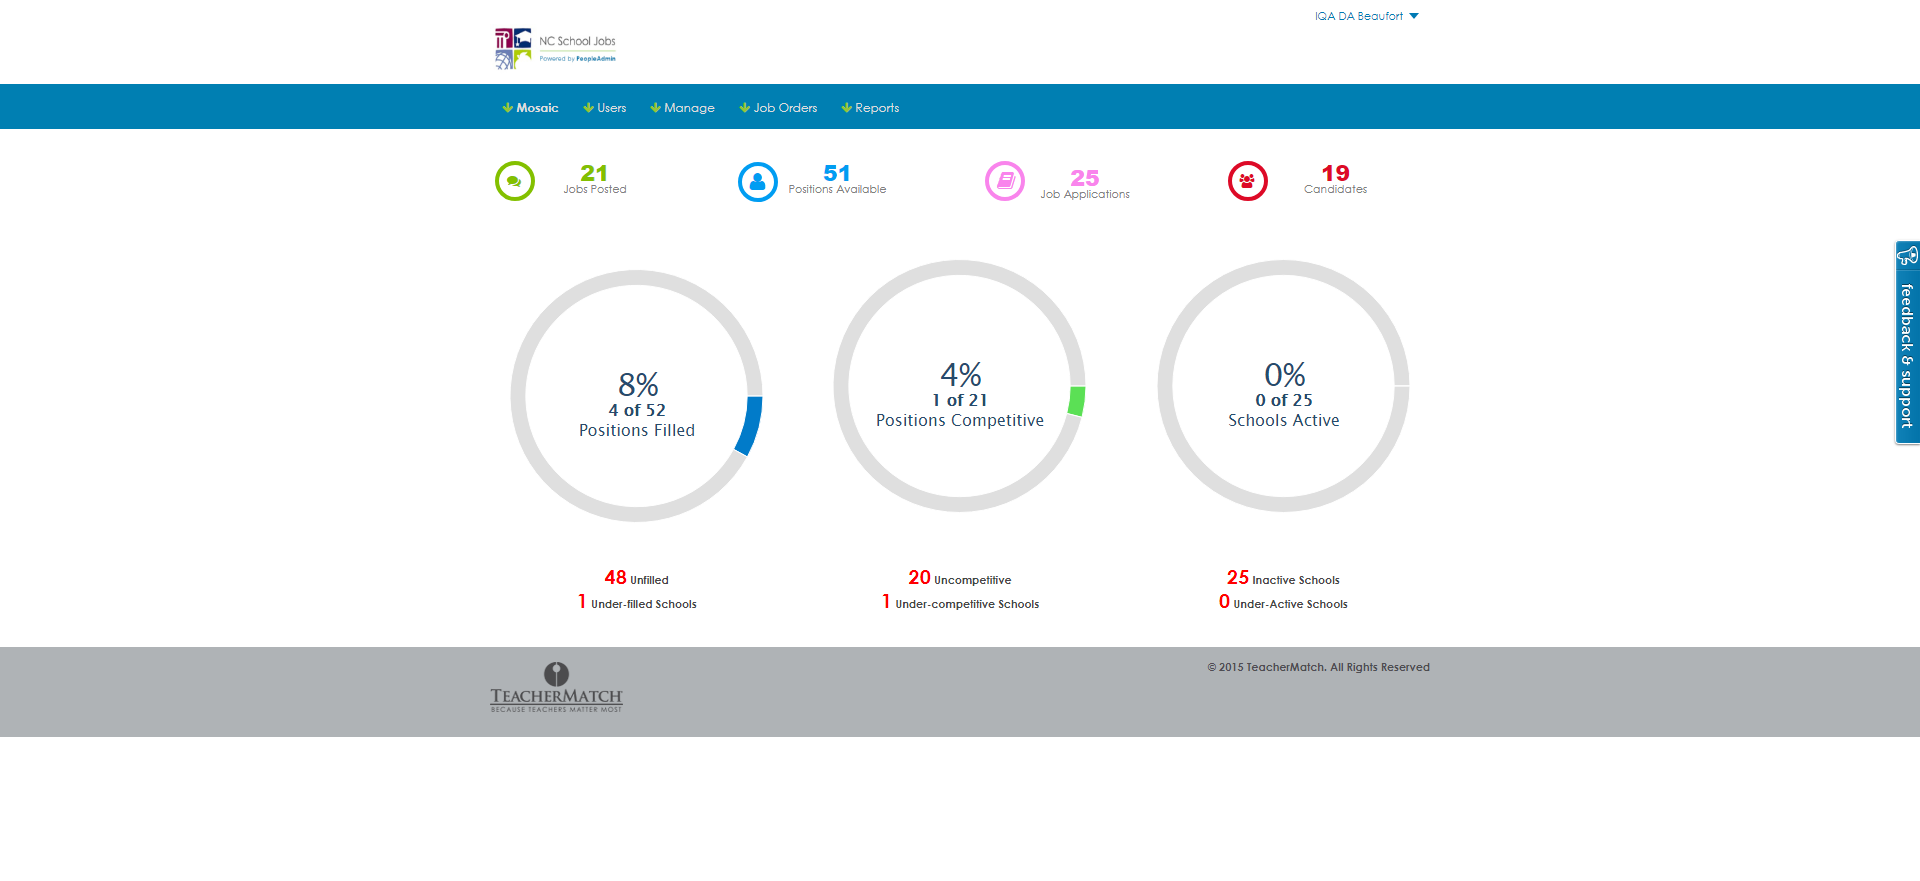 IQA DA Beaufort
NC School Jobs
Powered by PeopleAdmin
Mosaic Users Manage Job Orders Reports
21
Jobs Posted
51
Positions Available
25
Job Applications
19
Candidates
8%
4 of 52
Positions Filled
4%
1 of 21
Positions Competitive
0%
0 of 25
Schools Active
48 Unfilled
1 Under-filled Schools
20 Uncompetitive
1 Under-competitive Schools
25 Inactive Schools
0 Under-Active Schools
feedback & support
TEACHERMATCH
BECAUSE TEACHERS MATTER MOST
© 2015 TeacherMatch. All Rights Reserved